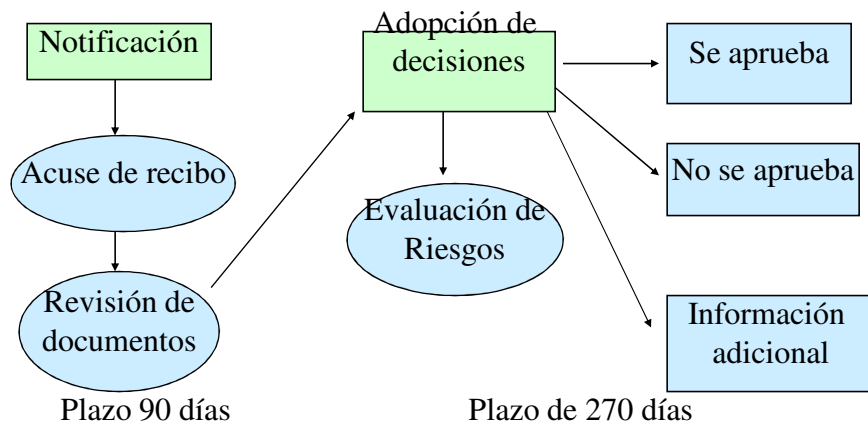 Notificación
Acuse de recibo
Revisión de
documentos
Plazo 90 días
Adopción de
decisiones
Evaluación de
Riesgos
Se aprueba
No se aprueba
Información
adicional
Plazo de 270 días